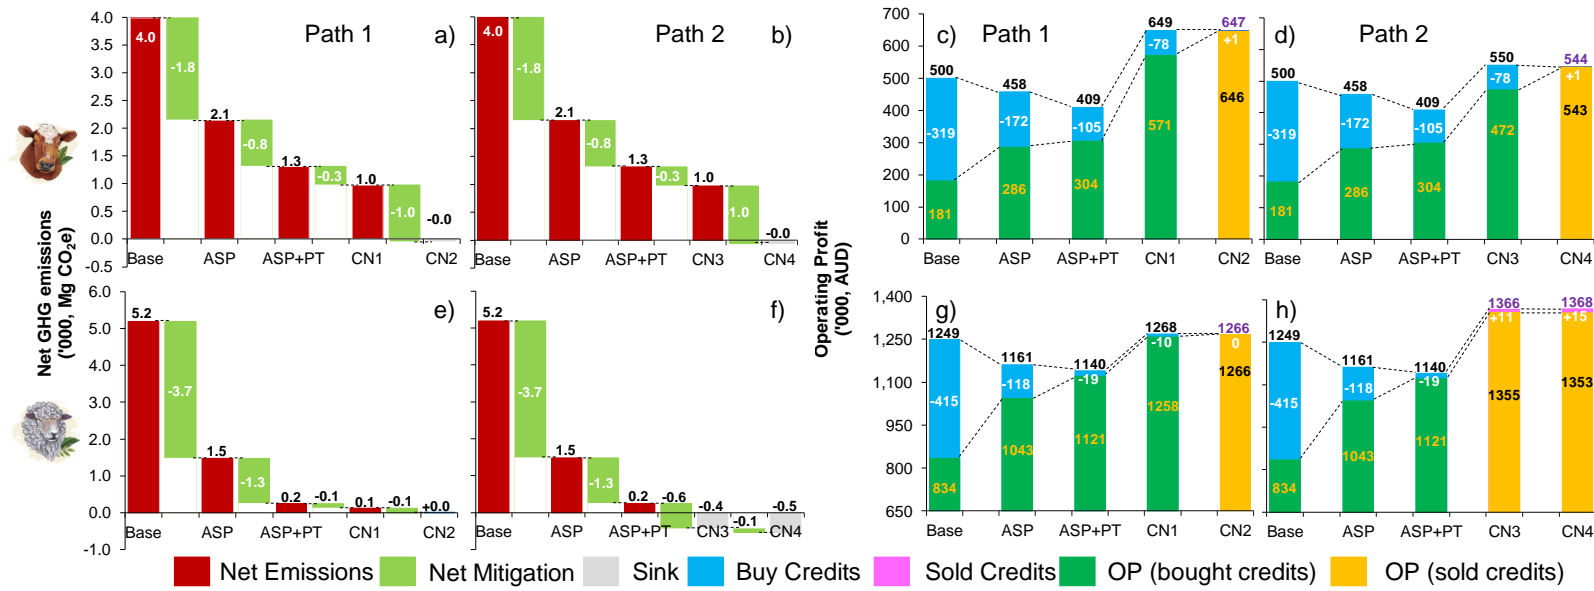 Net GHG emissions
('000, Mg CO₂e)
Path 1
a)
4.0
3.5
3.0
2.5
2.0
1.5
1.0
0.5
0.0
-0.5
4.0
-1.8
2.1
-0.8
1.3
-0.3
1.0
-1.0
-0.0
Base
ASP
ASP+PT
CN1
CN2
Path 2
b)
4.0
-1.8
2.1
-0.8
1.3
-0.3
1.0
-1.0
-0.0
Base
ASP
ASP+PT
CN3
CN4
Operating Profit
('000, AUD)
c)
Path 1
700
600
500
400
300
200
100
0
500
-319
181
458
-172
286
409
-105
304
649
-78
571
647
+1
646
Base
ASP
ASP+PT
CN1
CN2
d)
Path 2
500
-319
181
458
-172
286
409
-105
304
550
-78
472
544
+1
543
Base
ASP
ASP+PT
CN3
CN4
e)
6.0
5.0
4.0
3.0
2.0
1.0
0.0
-1.0
5.2
-3.7
1.5
-1.3
0.2
-0.1
0.1
-0.1
+0.0
Base
ASP
ASP+PT
CN1
CN2
f)
5.2
-3.7
1.5
-1.3
0.2
-0.6
-0.4
-0.1
-0.5
Base
ASP
ASP+PT
CN3
CN4
g)
1,400
1,250
1,100
950
800
650
1249
-415
834
1161
-118
1043
1140
-19
1121
1268
-10
1258
1266
0
1266
Base
ASP
ASP+PT
CN1
CN2
h)
1249
-415
834
1161
-118
1043
1140
-19
1121
1366
+11
1355
1368
+15
1353
Base
ASP
ASP+PT
CN3
CN4
Net Emissions
Net Mitigation
Sink
Buy Credits
Sold Credits
OP (bought credits)
OP (sold credits)